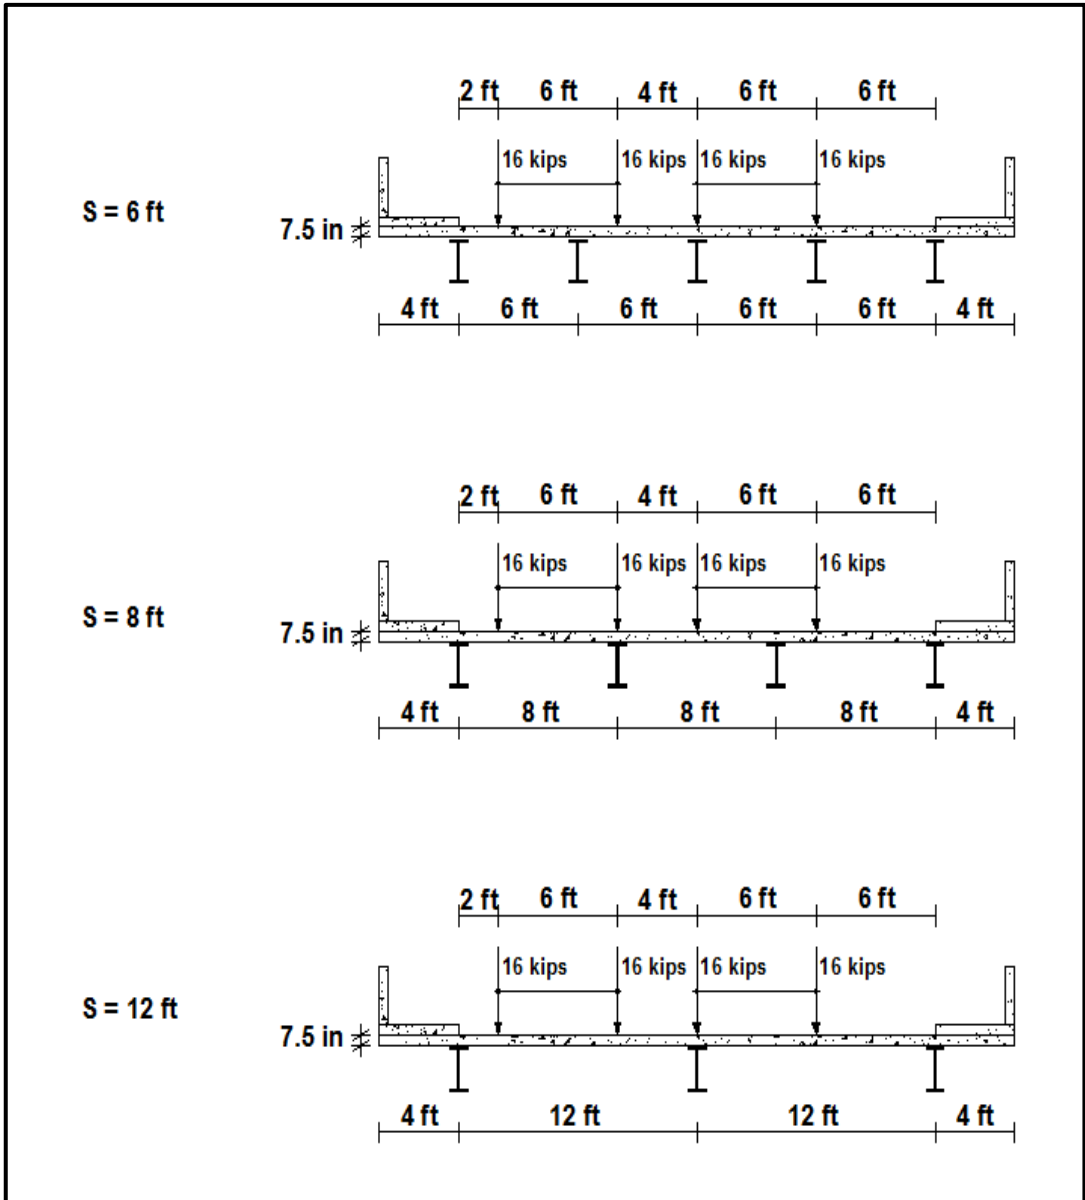 2 ft 6 ft 4 ft 6 ft 6 ft
16 kips 16 kips 16 kips 16 kips
S = 6 ft 7.5 in
4 ft 6 ft 6 ft 6 ft 6 ft 4 ft
2 ft 6 ft 4 ft 6 ft 6 ft
16 kips 16 kips 16 kips 16 kips
S = 8 ft 7.5 in
4 ft 8 ft 8 ft 8 ft 4 ft
2 ft 6 ft 4 ft 6 ft 6 ft
16 kips 16 kips 16 kips 16 kips
S = 12 ft 7.5 in
4 ft 12 ft 12 ft 4 ft